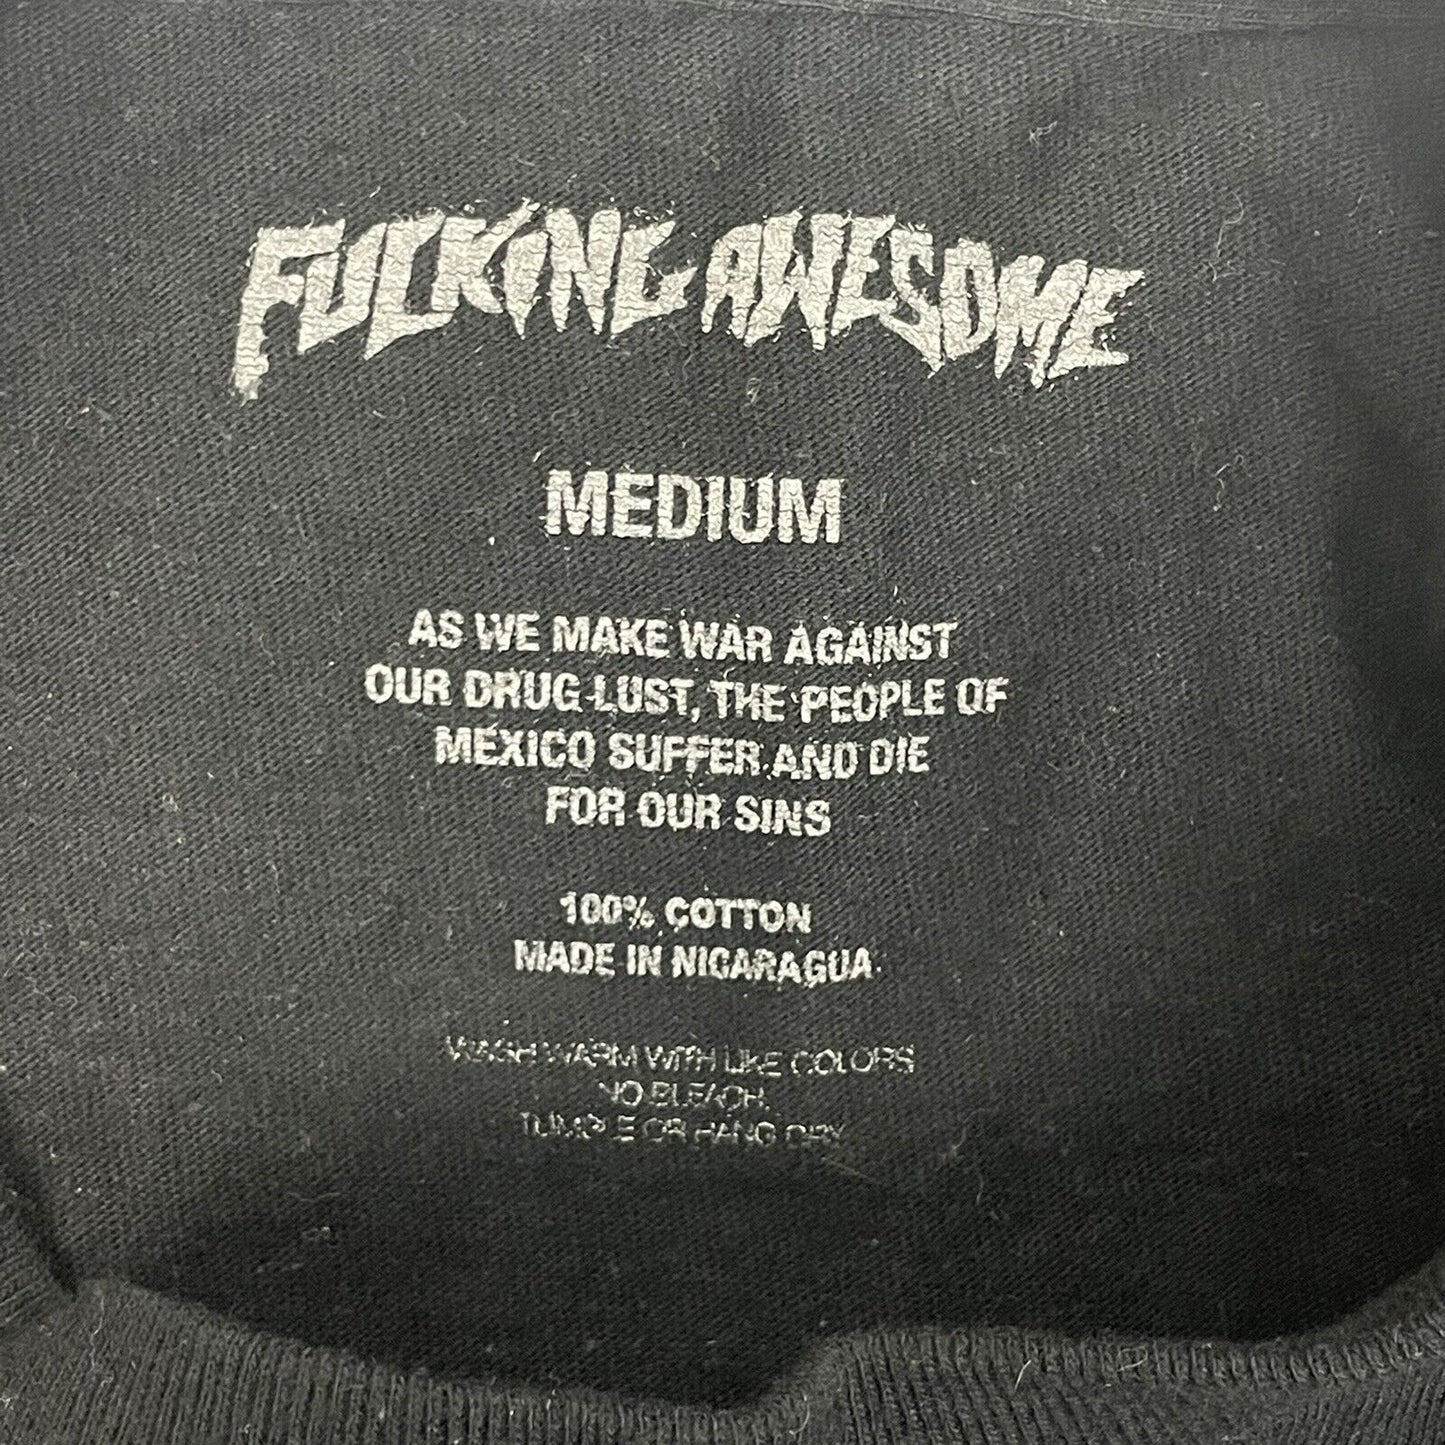 FUCKING AWESOME
MEDIUM
AS WE MAKE WAR AGAINST
OUR DRUG-LUST, THE PEOPLE OF
MEXICO SUFFER AND DIE
FOR OUR SINS
100% COTTON
MADE IN NICARAGUA
WASH WARM WITH LIKE COLORS
NO BLEACH,
TUMBLE OR HANG DRY